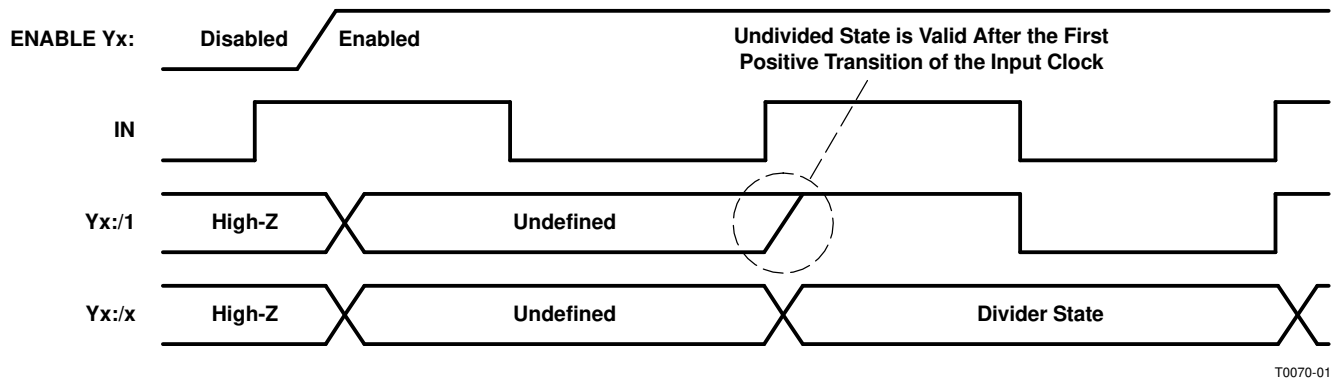 ENABLE Yx: Disabled Enabled
Undivided State is Valid After the First
Positive Transition of the Input Clock
IN
Yx:/1 High-Z Undefined
Yx:/x High-Z Undefined Divider State
T0070-01